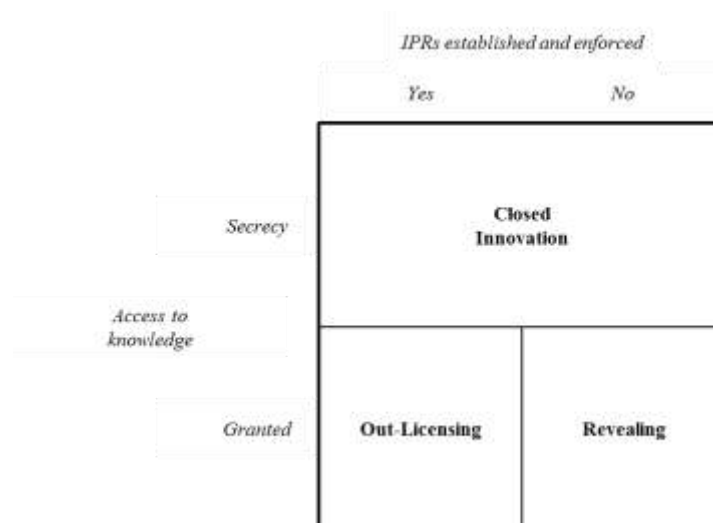 IPRs established and enforced
Yes No
Closed
Secrecy
Innovation
Access to
knowledge
Granted Out-Licensing Revealing